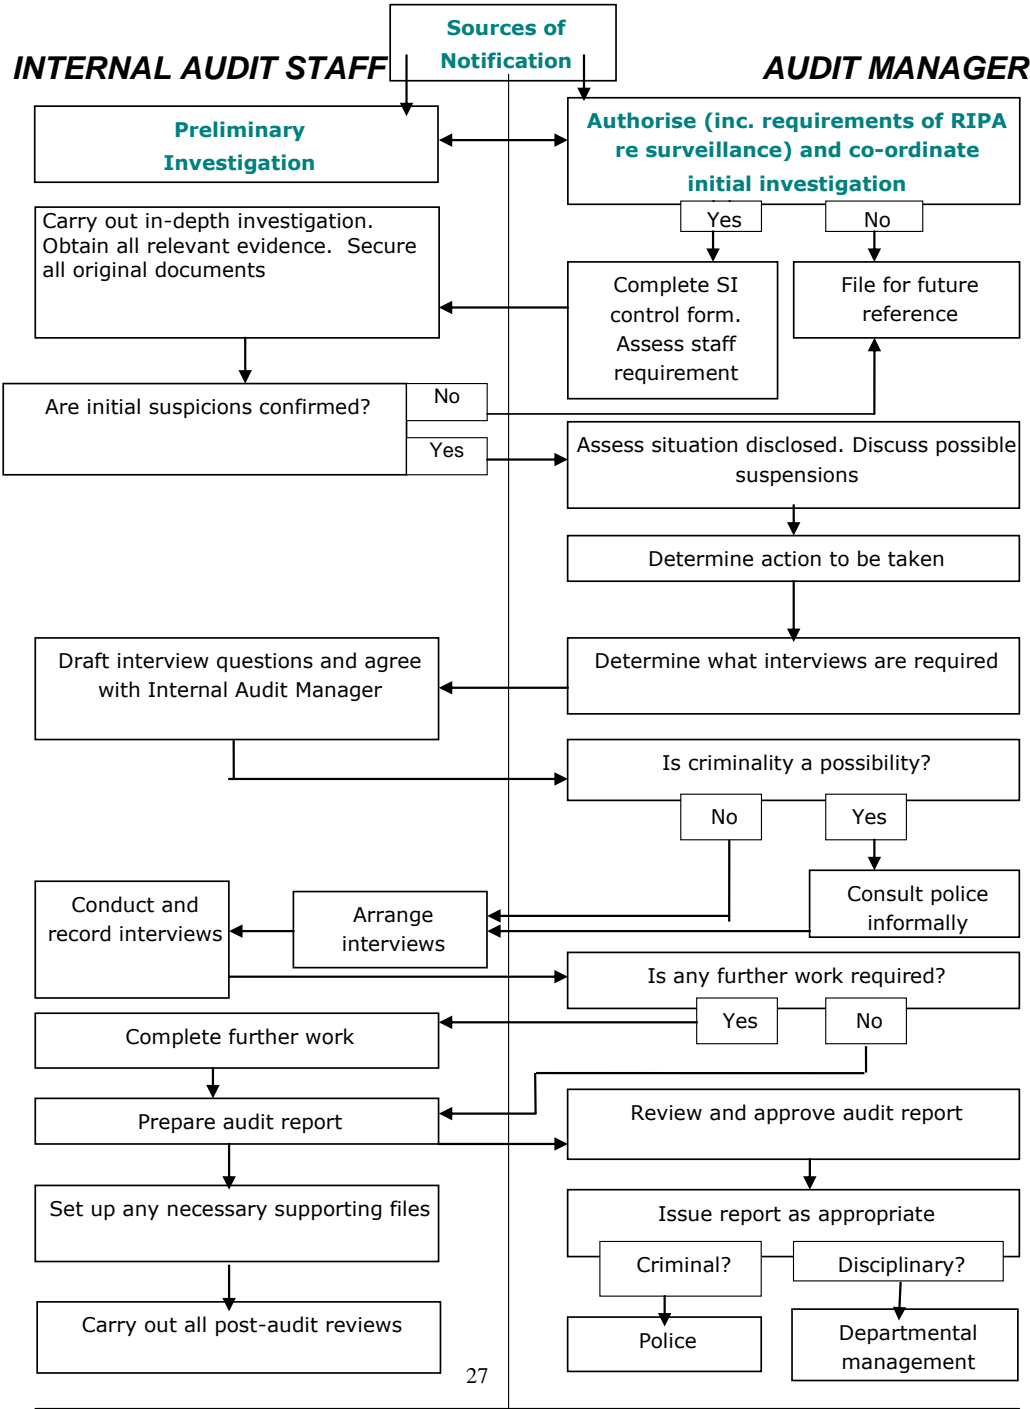 Sources of
Notification
INTERNAL AUDIT STAFF
AUDIT MANAGER
Preliminary
Investigation
Authorise (inc. requirements of RIPA
re surveillance) and co-ordinate
initial investigation
Yes
No
Carry out in-depth investigation.
Obtain all relevant evidence.  Secure
all original documents
Complete SI
control form.
Assess staff
requirement
File for future
reference
Are initial suspicions confirmed?
No
Yes
Assess situation disclosed. Discuss possible
suspensions
Determine action to be taken
Draft interview questions and agree
with Internal Audit Manager
Determine what interviews are required
Is criminality a possibility?
No
Yes
Conduct and
record interviews
Arrange
interviews
Consult police
informally
Is any further work required?
Yes
No
Complete further work
Prepare audit report
Review and approve audit report
Set up any necessary supporting files
Issue report as appropriate
Criminal?
Disciplinary?
Carry out all post-audit reviews
Police
Departmental
management
27